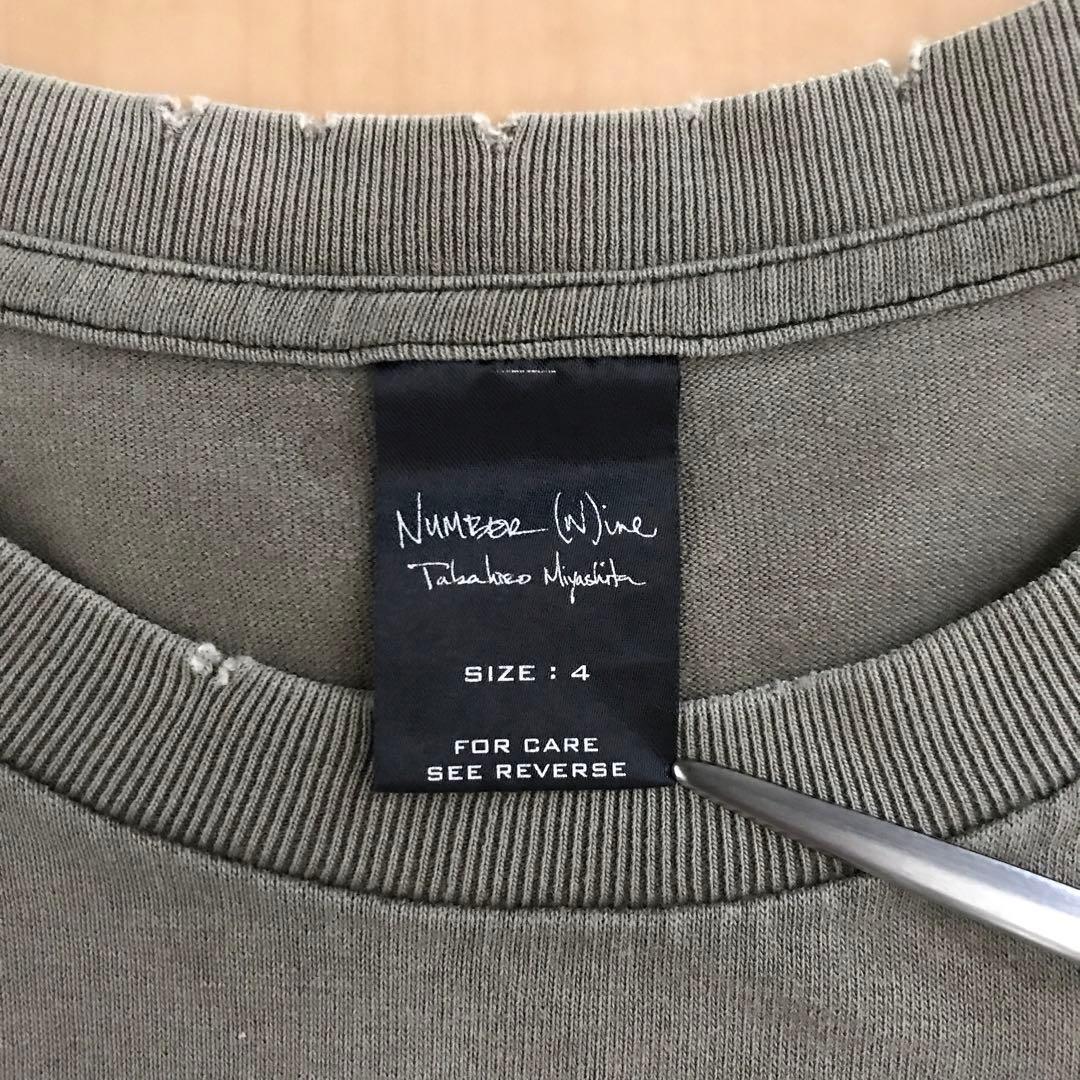 NUMBER (N)ine
Takahiro Miyashita
SIZE : 4
FOR CARE
SEE REVERSE